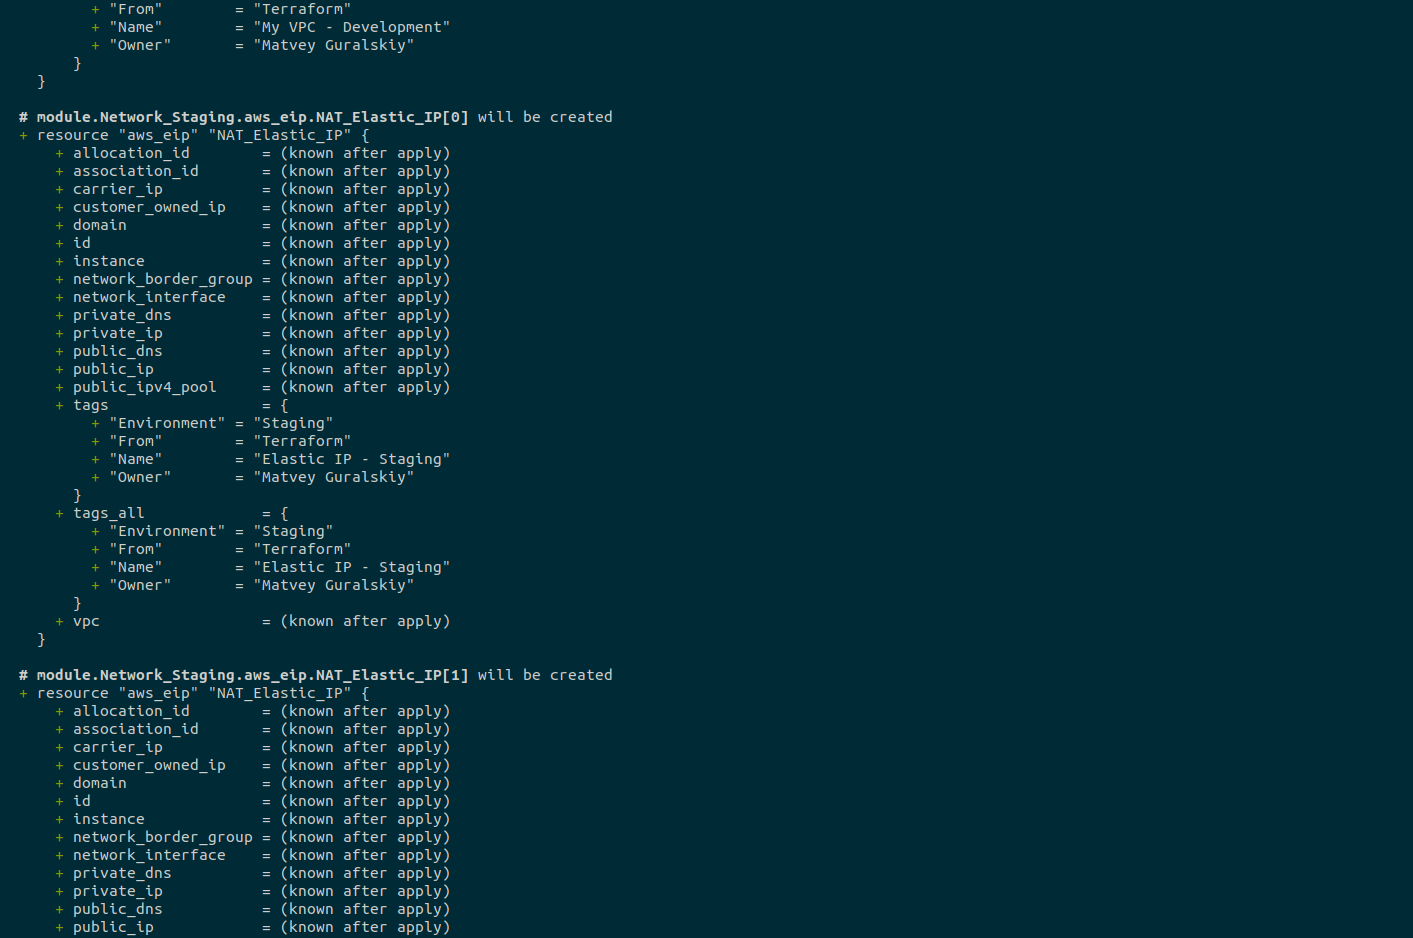 + "From"         = "Terraform"
+ "Name"         = "My VPC - Development"
+ "Owner"        = "Matvey Guralskiy"
}
}
# module.Network_Staging.aws_eip.NAT_Elastic_IP[0] will be created
+ resource "aws_eip" "NAT_Elastic_IP" {
+ allocation_id        = (known after apply)
+ association_id       = (known after apply)
+ carrier_ip           = (known after apply)
+ customer_owned_ip    = (known after apply)
+ domain               = (known after apply)
+ id                   = (known after apply)
+ instance             = (known after apply)
+ network_border_group = (known after apply)
+ network_interface    = (known after apply)
+ private_dns          = (known after apply)
+ private_ip           = (known after apply)
+ public_dns           = (known after apply)
+ public_ip            = (known after apply)
+ public_ipv4_pool     = (known after apply)
+ tags                 = {
+ "Environment" = "Staging"
+ "From"        = "Terraform"
+ "Name"        = "Elastic IP - Staging"
+ "Owner"       = "Matvey Guralskiy"
}
+ tags_all             = {
+ "Environment" = "Staging"
+ "From"        = "Terraform"
+ "Name"        = "Elastic IP - Staging"
+ "Owner"       = "Matvey Guralskiy"
}
+ vpc                  = (known after apply)
}
# module.Network_Staging.aws_eip.NAT_Elastic_IP[1] will be created
+ resource "aws_eip" "NAT_Elastic_IP" {
+ allocation_id        = (known after apply)
+ association_id       = (known after apply)
+ carrier_ip           = (known after apply)
+ customer_owned_ip    = (known after apply)
+ domain               = (known after apply)
+ id                   = (known after apply)
+ instance             = (known after apply)
+ network_border_group = (known after apply)
+ network_interface    = (known after apply)
+ private_dns          = (known after apply)
+ private_ip           = (known after apply)
+ public_dns           = (known after apply)
+ public_ip            = (known after apply)